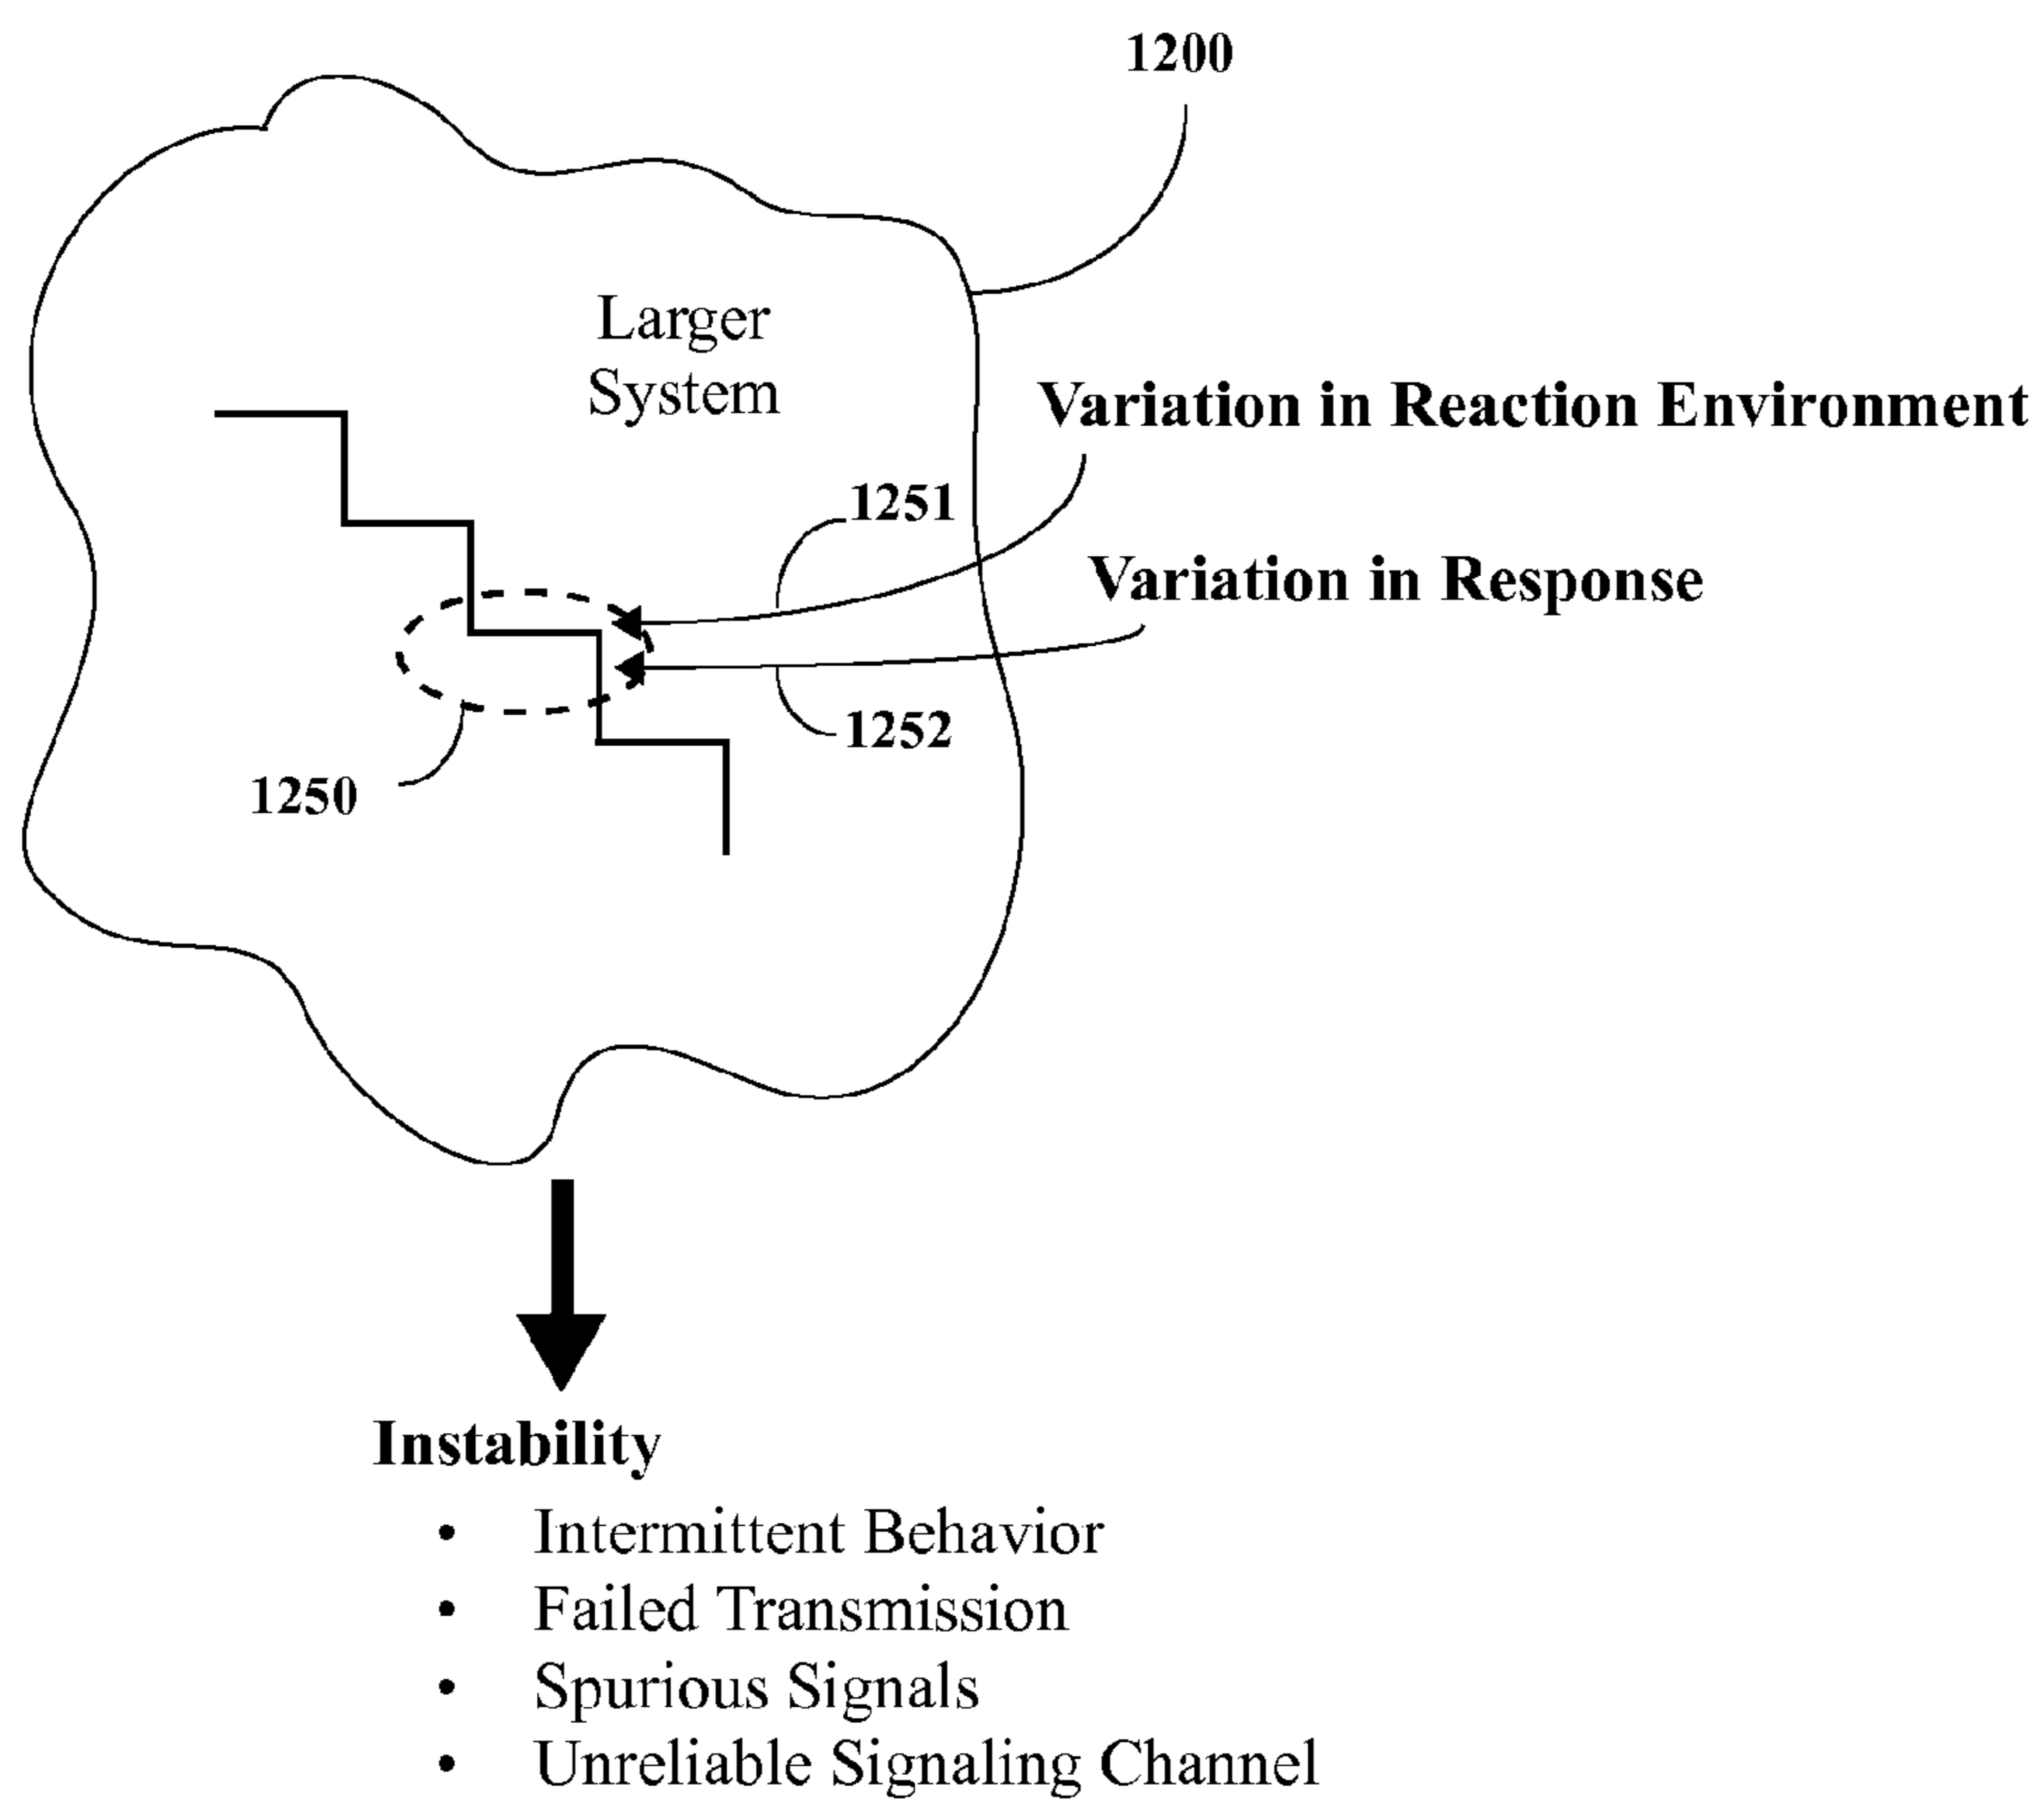 1200
Larger
System
Variation in Reaction Environment
1251
Variation in Response
1252
1250
Instability
• Intermittent Behavior
• Failed Transmission
• Spurious Signals
• Unreliable Signaling Channel